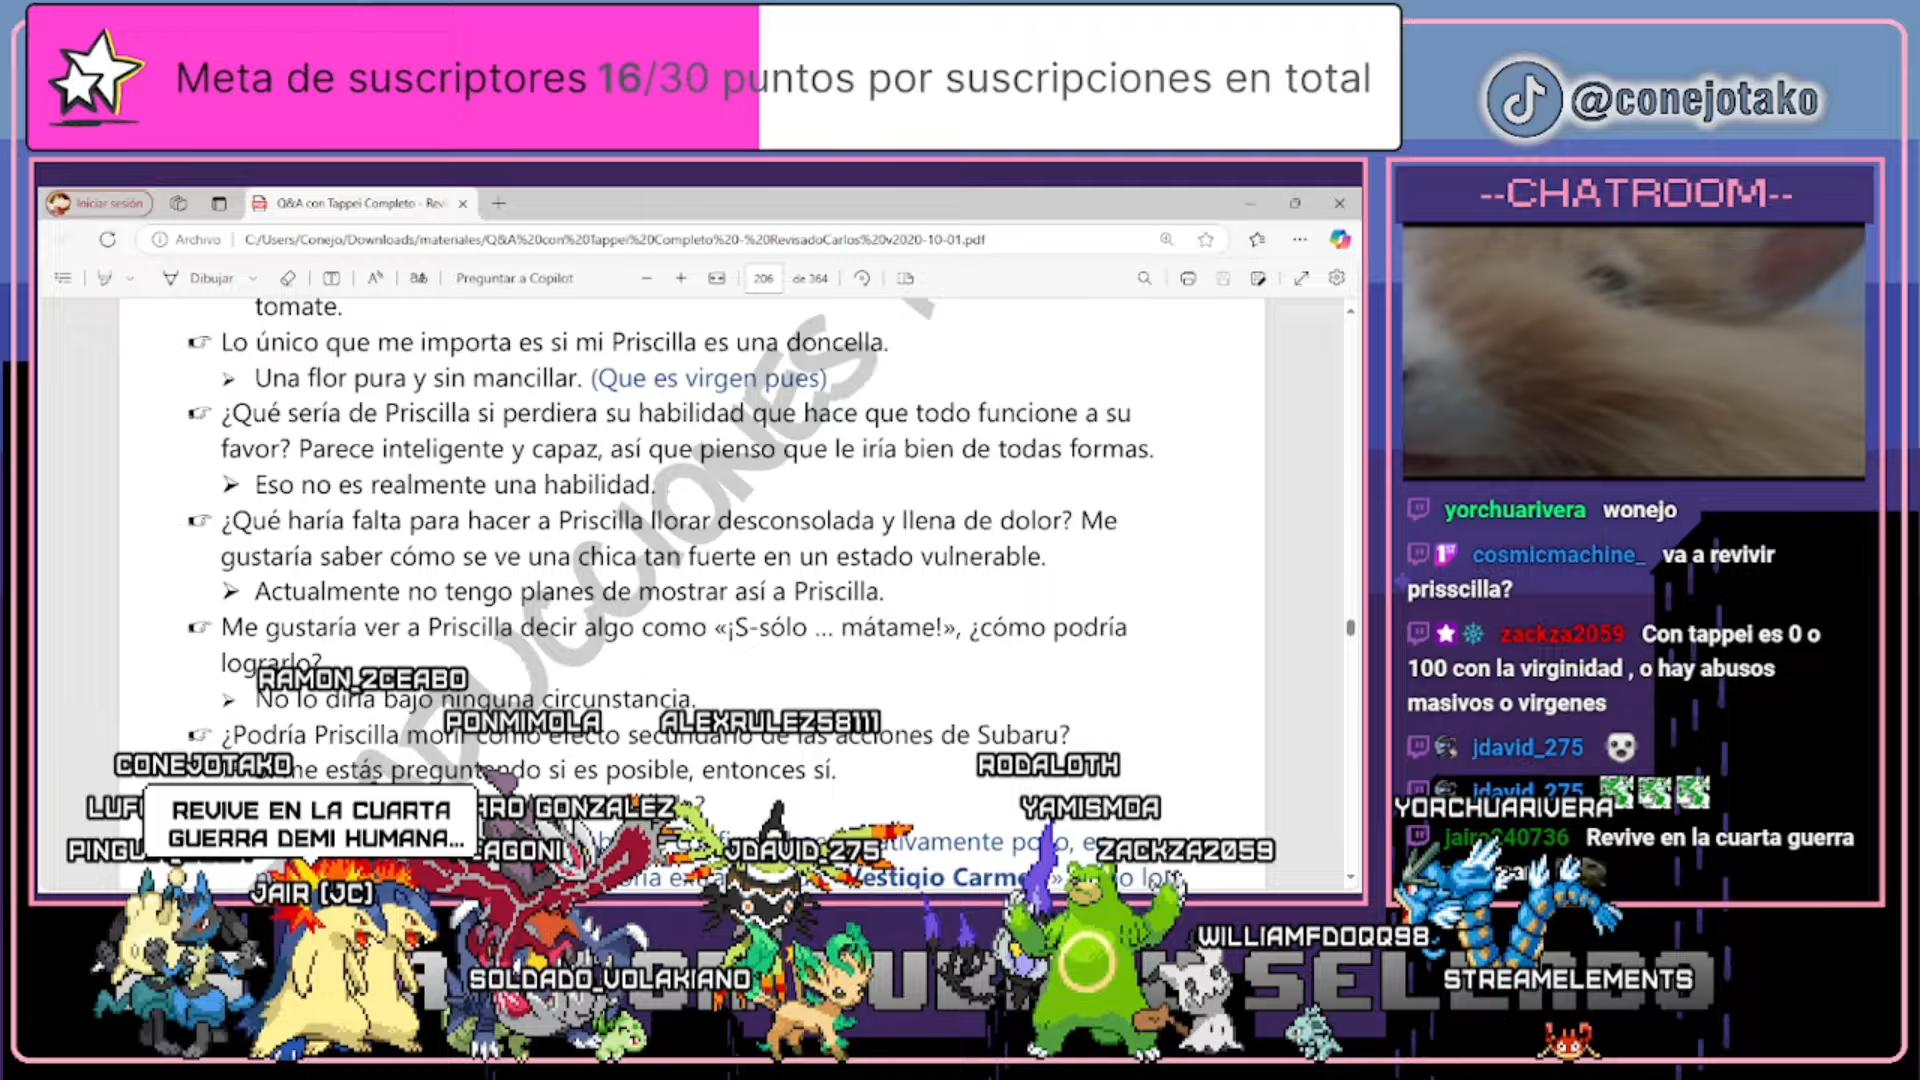 Meta de suscriptores 16/30 puntos por suscripciones en total
@conejotako
Iniciar sesión
Q&A con Tappei Completo - Rev
Archivo
C:/Users/Conejo/Downloads/materiales/Q&A%20con%20Tappei%20Completo%20-%20RevisadoCarlos%20v2020-10-01.pdf
Dibujar
Preguntar a Copilot
206 de 364
tomate.
Lo único que me importa es si mi Priscilla es una doncella.
Una flor pura y sin mancillar. (Que es virgen pues)
¿Qué sería de Priscilla si perdiera su habilidad que hace que todo funcione a su
favor? Parece inteligente y capaz, así que pienso que le iría bien de todas formas.
Eso no es realmente una habilidad.
¿Qué haría falta para hacer a Priscilla llorar desconsolada y llena de dolor? Me
gustaría saber cómo se ve una chica tan fuerte en un estado vulnerable.
Actualmente no tengo planes de mostrar así a Priscilla.
Me gustaría ver a Priscilla decir algo como «¡S-sólo ... mátame!», ¿cómo podría
lograrlo?
No lo diría bajo ninguna circunstancia.
¿Podría Priscilla morir como efecto secundario de las acciones de Subaru?
me estás preguntando si es posible, entonces sí.
Vestigio Carme
RAMON_2CEABO
PONMIMOLA
ALEXRULEZ58111
CONEJOTAKO
RODALOTH
ARO GONZALEZ
YAMISMOA
REVIVE EN LA CUARTA
GUERRA DEMI HUMANA...
JDAVID_275
ZACKZA2059
JAIR (JC)
SOLDADO_VOLAKIANO
WILLIAMFDOQQ98
STREAMELEMENTS
--CHATROOM--
yorchuarivera wonejo
cosmicmachine_ va a revivir
prisscilla?
zackza2059 Con tappei es 0 o
100 con la virginidad , o hay abusos
masivos o virgenes
jdavid_275
jdavid_275
YORCHUARIVERA
Revive en la cuarta guerra